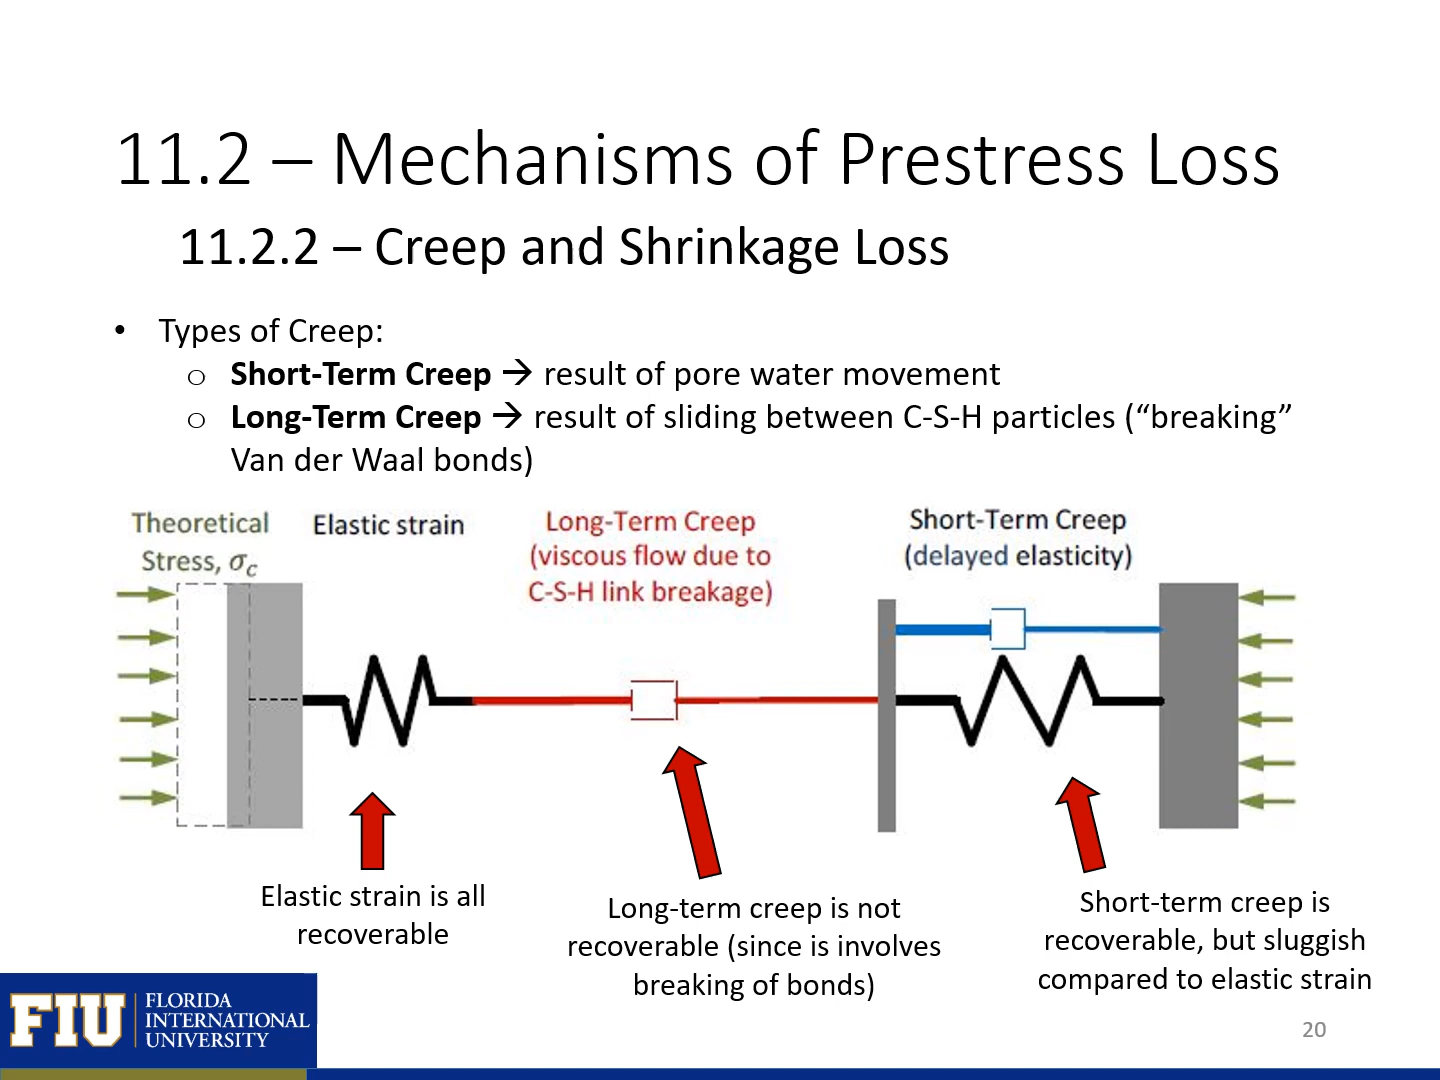 11.2 – Mechanisms of Prestress Loss
11.2.2 – Creep and Shrinkage Loss
• Types of Creep:
o Short-Term Creep → result of pore water movement
o Long-Term Creep → result of sliding between C-S-H particles (“breaking”
Van der Waal bonds)
Theoretical
Stress, σc
Elastic strain
Long-Term Creep
(viscous flow due to
C-S-H link breakage)
Short-Term Creep
(delayed elasticity)
Elastic strain is all
recoverable
Long-term creep is not
recoverable (since is involves
breaking of bonds)
Short-term creep is
recoverable, but sluggish
compared to elastic strain
FIU
FLORIDA
INTERNATIONAL
UNIVERSITY
20